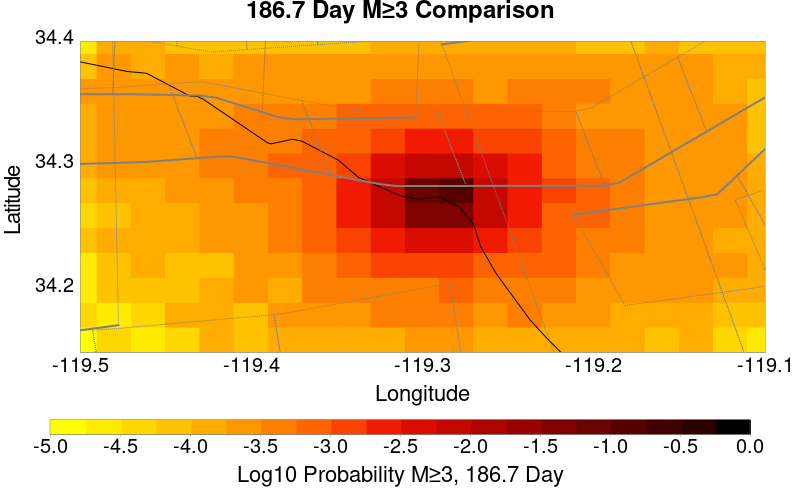 186.7 Day M≥3 Comparison
34.4
34.3
34.2
Latitude
-119.5 -119.4 -119.3 -119.2 -119.1
Longitude
-5.0 -4.5 -4.0 -3.5 -3.0 -2.5 -2.0 -1.5 -1.0 -0.5 0.0
Log10 Probability M≥3, 186.7 Day